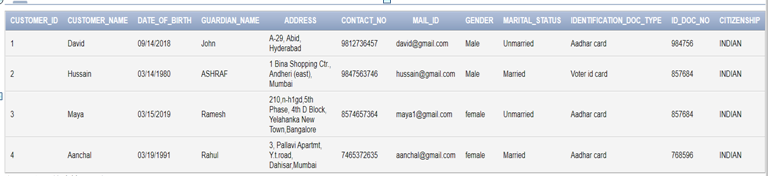 CUSTOMER_ID CUSTOMER_NAME DATE_OF_BIRTH GUARDIAN_NAME ADDRESS CONTACT_NO MAIL_ID GENDER MARITAL_STATUS IDENTIFICATION_DOC_TYPE ID_DOC_NO CITIZENSHIP
1 David 09/14/2018 John A-29, Abid, 9812736457 david@gmail.com Male Unmarried Aadhar card 984756 INDIAN
Hyderabad
1 Bina Shopping Ctr.,
2 Hussain 03/14/1980 ASHRAF Andheri (east), 9847563746 hussain@gmail.com Male Married Voter id card 857684 INDIAN
Mumbai
210,n-h1gd,5th
Phase, 4th D Block,
3 Maya 03/15/2019 Ramesh Yelahanka New 8574657364 maya1@gmail.com female Unmarried Aadhar card 857684 INDIAN
Town,Bangalore
3, Pallavi Apartmt,
4 Aanchal 03/19/1991 Rahul Y.t.road, 7465372635 aanchal@gmail.com female Married Aadhar card 768596 INDIAN
Dahisar,Mumbai